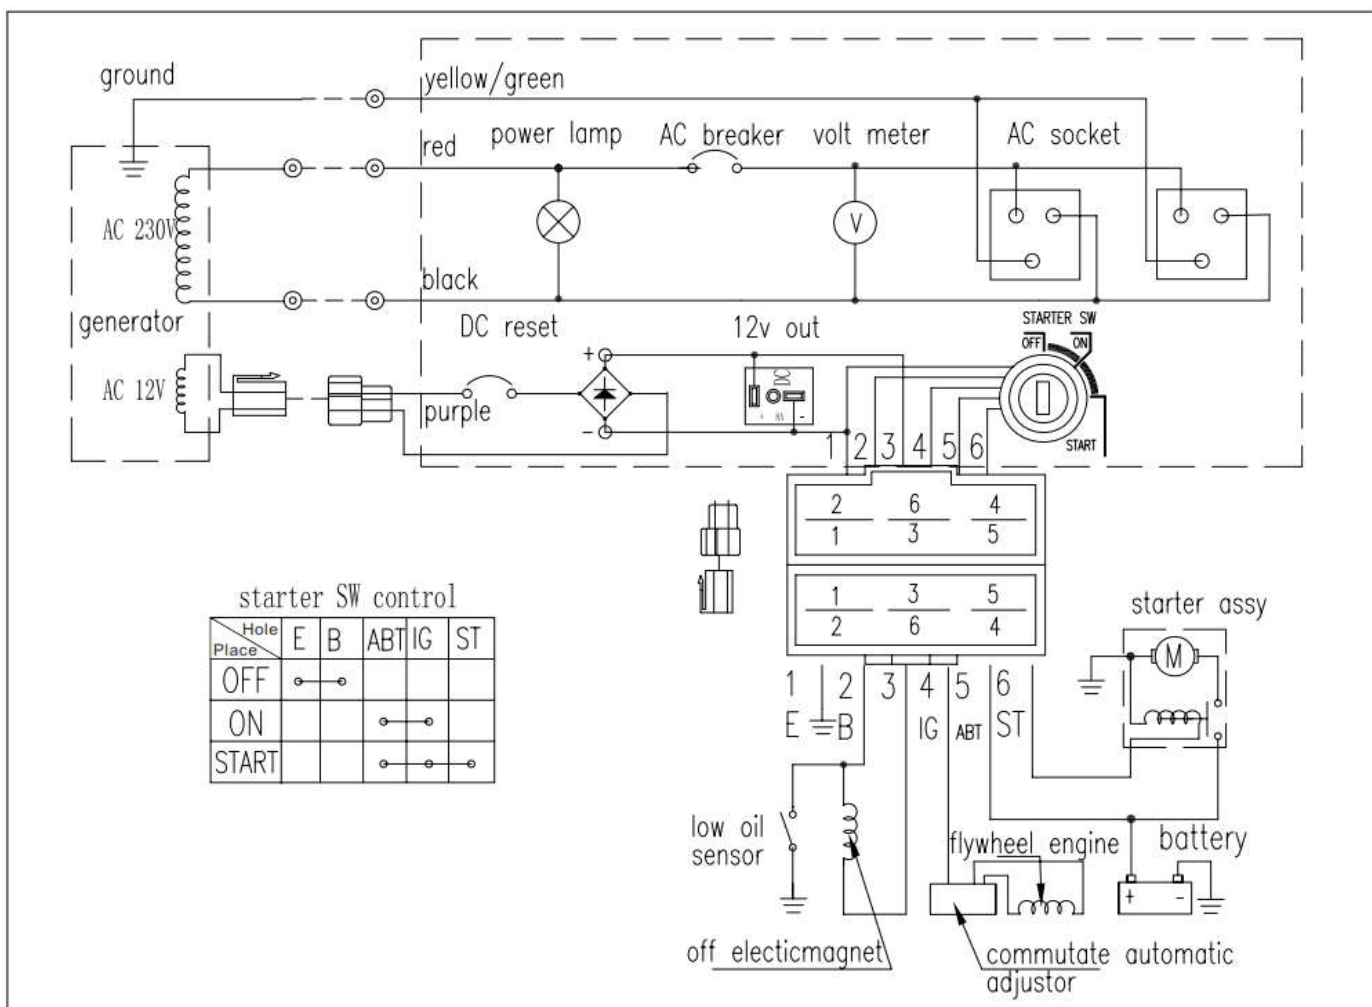 ground
yellow/green
red
power lamp
AC breaker
volt meter
AC socket
AC 230V
V
black
generator
DC reset
12v out
STARTER SW
OFF
ON
AC 12V
+
DC
purple
+ 8A -
-
START
1 2 3 4 5 6
2 6 4
1 3 5
1 3 5
2 6 4
starter SW control
Hole
Place
E B ABT IG ST
OFF
ON
START
starter assy
M
1 2 3 4 5 6
E B IG ABT ST
low oil
sensor
flywheel engine
battery
+ -
off electicmagnet
commutate automatic
adjustor